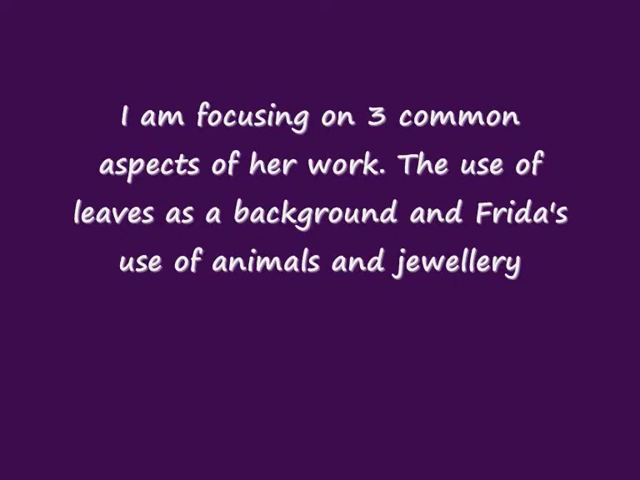 I am focusing on 3 common
aspects of her work. The use of
leaves as a background and Frida's
use of animals and jewellery